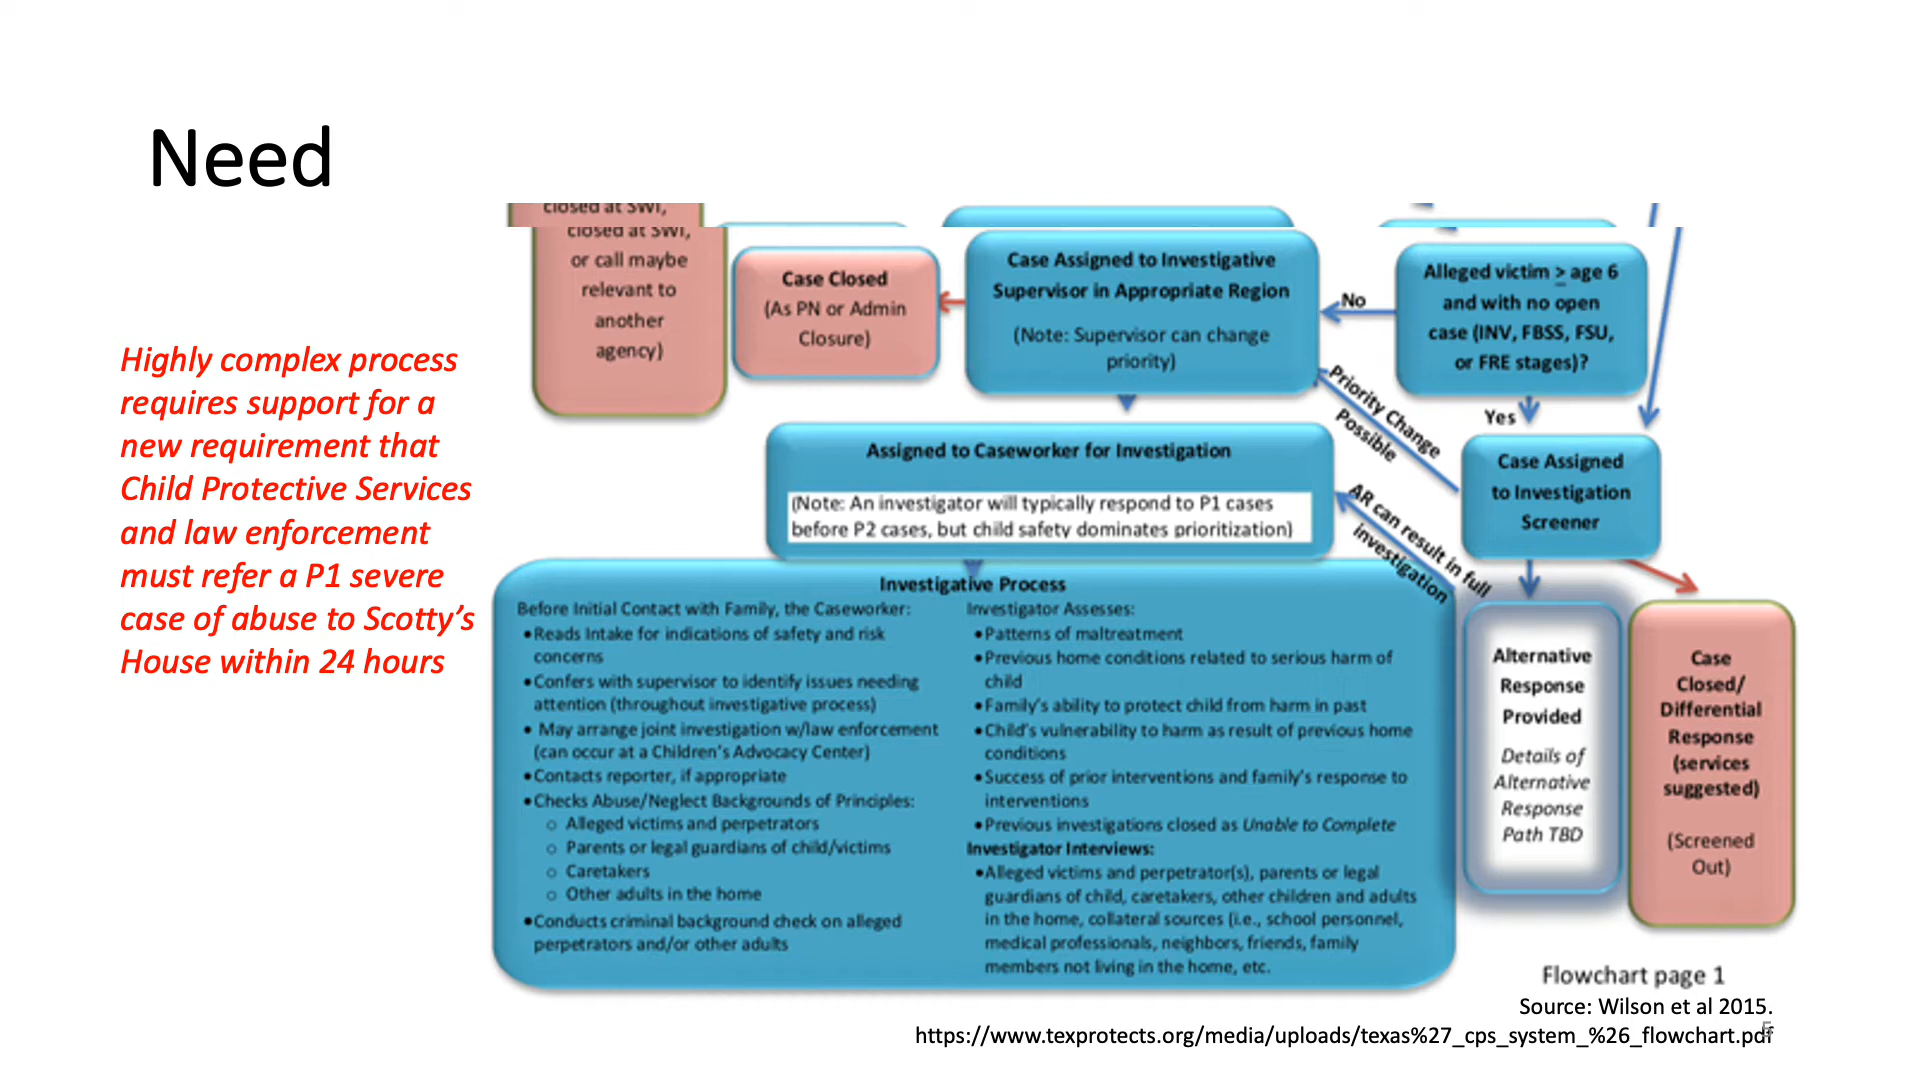 Need
Highly complex process
requires support for a
new requirement that
Child Protective Services
and law enforcement
must refer a P1 severe
case of abuse to Scotty’s
House within 24 hours
closed at SWI,
closed at SWI,
or call maybe
relevant to
another
agency)
Case Closed
(As PN or Admin
Closure)
Case Assigned to Investigative
Supervisor in Appropriate Region
(Note: Supervisor can change
priority)
No
Alleged victim > age 6
and with no open
case (INV, FBSS, FSU,
or FRE stages)?
Yes
Priority Change
Possible
Case Assigned
to Investigation
Screener
Assigned to Caseworker for Investigation
(Note: An investigator will typically respond to P1 cases
before P2 cases, but child safety dominates prioritization)
AR can result in full
investigation
Investigative Process
Before Initial Contact with Family, the Caseworker:
•Reads Intake for indications of safety and risk
concerns
•Confers with supervisor to identify issues needing
attention (throughout investigative process)
• May arrange joint investigation w/law enforcement
(can occur at a Children’s Advocacy Center)
•Contacts reporter, if appropriate
•Checks Abuse/Neglect Backgrounds of Principles:
o Alleged victims and perpetrators
o Parents or legal guardians of child/victims
o Caretakers
o Other adults in the home
•Conducts criminal background check on alleged
perpetrators and/or other adults
Investigator Assesses:
•Patterns of maltreatment
•Previous home conditions related to serious harm of
child
•Family’s ability to protect child from harm in past
•Child’s vulnerability to harm as result of previous home
conditions
•Success of prior interventions and family’s response to
interventions
•Previous investigations closed as Unable to Complete
Investigator Interviews:
•Alleged victims and perpetrator(s), parents or legal
guardians of child, caretakers, other children and adults
in the home, collateral sources (i.e., school personnel,
medical professionals, neighbors, friends, family
members not living in the home, etc.
Alternative
Response
Provided
Details of
Alternative
Response
Path TBD
Case
Closed/
Differential
Response
(services
suggested)
(Screened
Out)
Flowchart page 1
Source: Wilson et al 2015.
https://www.texprotects.org/media/uploads/texas%27_cps_system_%26_flowchart.pdf
5